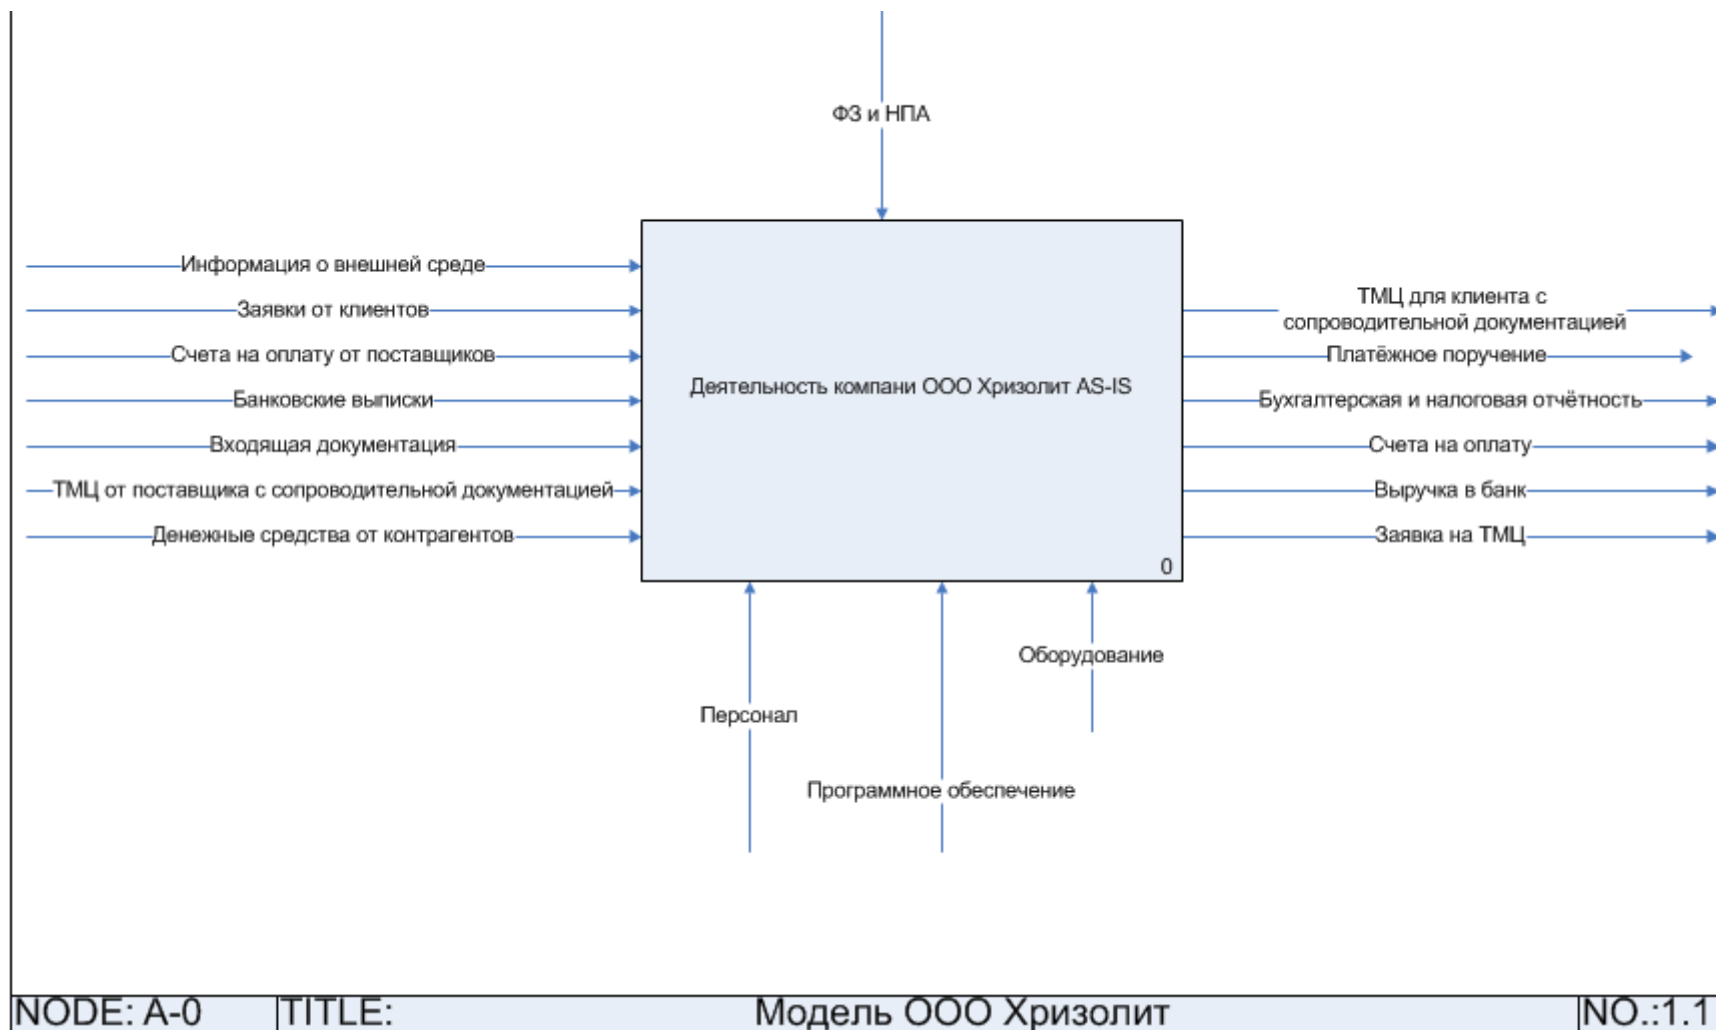 ФЗ и НПА
Информация о внешней среде
Заявки от клиентов
Счета на оплату от поставщиков
Банковские выписки
Входящая документация
ТМЦ от поставщика с сопроводительной документацией
Денежные средства от контрагентов
Деятельность компани ООО Хризолит AS-IS
0
ТМЦ для клиента с
сопроводительной документацией
Платёжное поручение
Бухгалтерская и налоговая отчётность
Счета на оплату
Выручка в банк
Заявка на ТМЦ
Оборудование
Персонал
Программное обеспечение
NODE: A-0
TITLE:
Модель ООО Хризолит
NO.:1.1